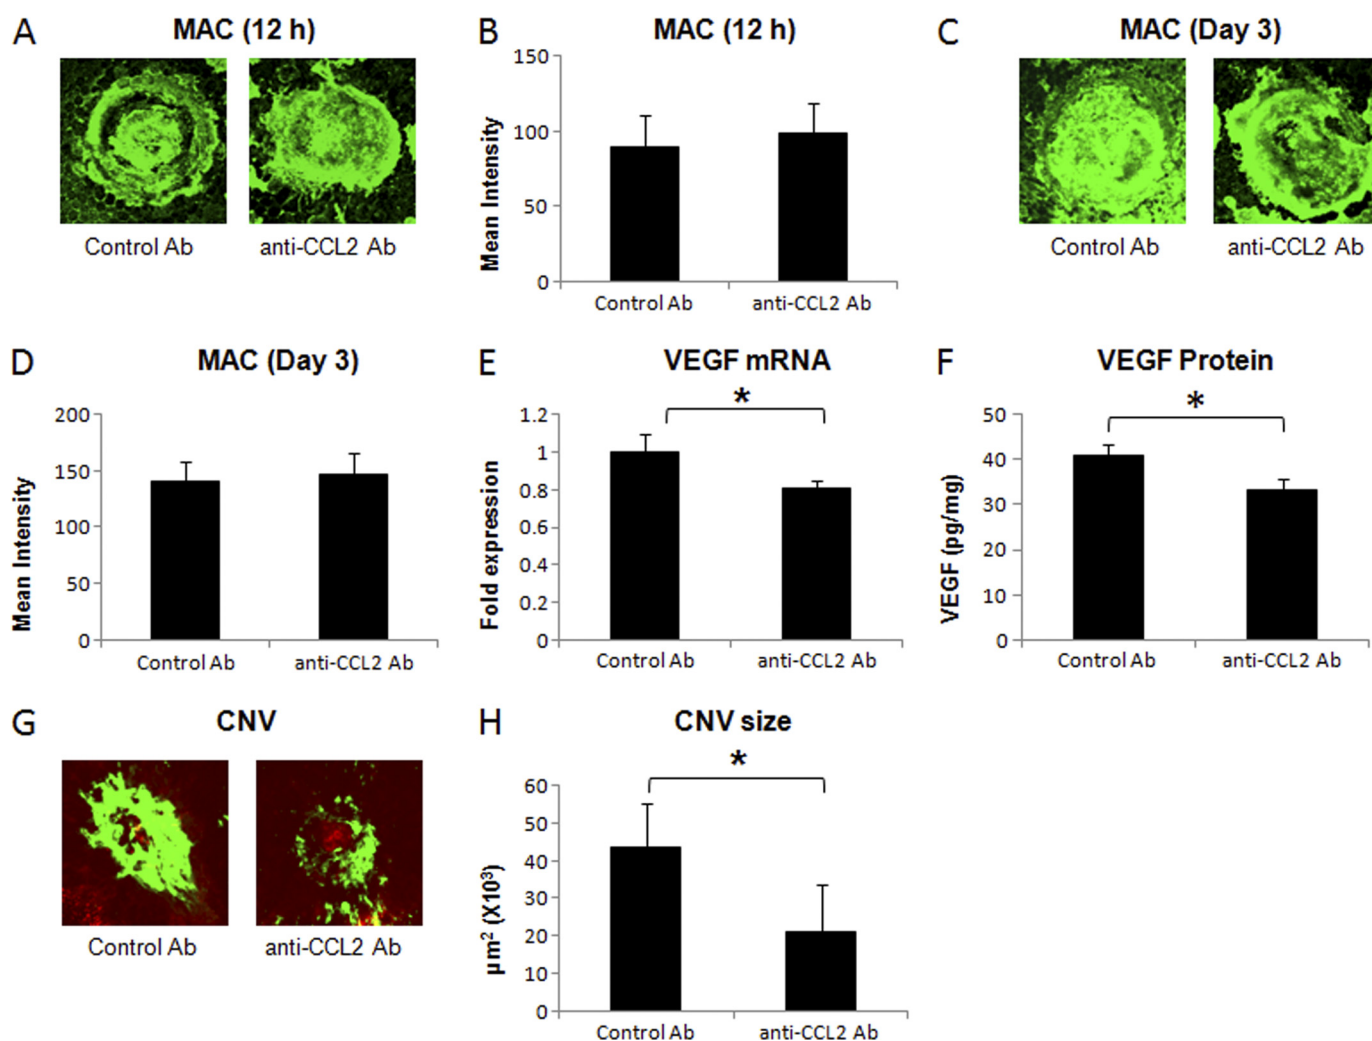 A MAC (12 h)
Control Ab anti-CCL2 Ab
B MAC (12 h)
Mean Intensity
150
100
50
0
Control Ab anti-CCL2 Ab
C MAC (Day 3)
Control Ab anti-CCL2 Ab
D MAC (Day 3)
Mean Intensity
200
150
100
50
0
Control Ab anti-CCL2 Ab
E VEGF mRNA
*
Fold expression
1.2
1
0.8
0.6
0.4
0.2
0
Control Ab anti-CCL2 Ab
F VEGF Protein
*
VEGF (pg/mg)
50
40
30
20
10
0
Control Ab anti-CCL2 Ab
G CNV
Control Ab anti-CCL2 Ab
H CNV size
*
µm² (X10³)
60
50
40
30
20
10
0
Control Ab anti-CCL2 Ab